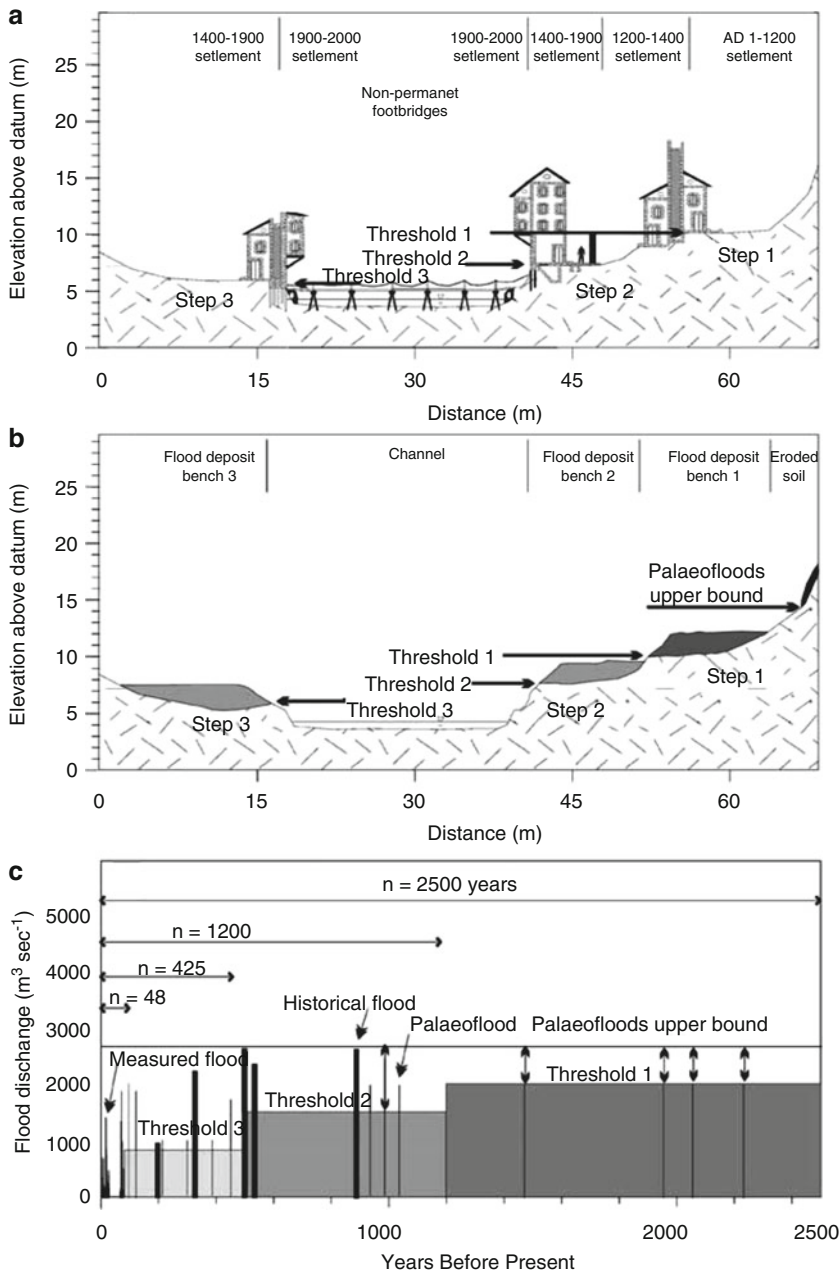 a
1400-1900 setlement
1900-2000 setlement
1900-2000 setlement
1400-1900 setlement
1200-1400 setlement
AD 1-1200 setlement
Non-permanet footbridges
Elevation above datum (m)
25
20
15
10
5
0
Threshold 1
Threshold 2
Threshold 3
Step 3
Step 2
Step 1
0 15 30 45 60
Distance (m)
b
Flood deposit bench 3
Channel
Flood deposit bench 2
Flood deposit bench 1
Eroded soil
Elevation above datum (m)
25
20
15
10
5
0
Palaeofloods upper bound
Threshold 1
Threshold 2
Threshold 3
Step 3
Step 2
Step 1
0 15 30 45 60
Distance (m)
c
Flood discharge (m³ sec⁻¹)
5000
4000
3000
2000
1000
0
n = 2500 years
n = 1200
n = 425
n = 48
Historical flood
Palaeoflood
Palaeofloods upper bound
Measured flood
Threshold 3
Threshold 2
Threshold 1
0 1000 2000 2500
Years Before Present